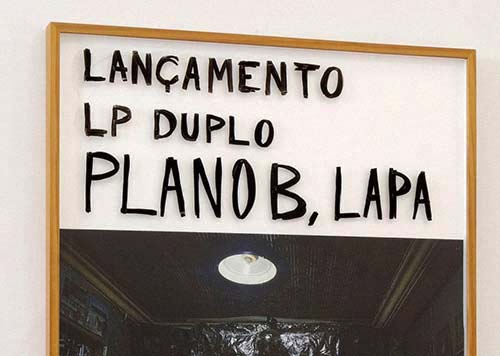 LANÇAMENTO
LP DUPLO
PLANO B, LAPA